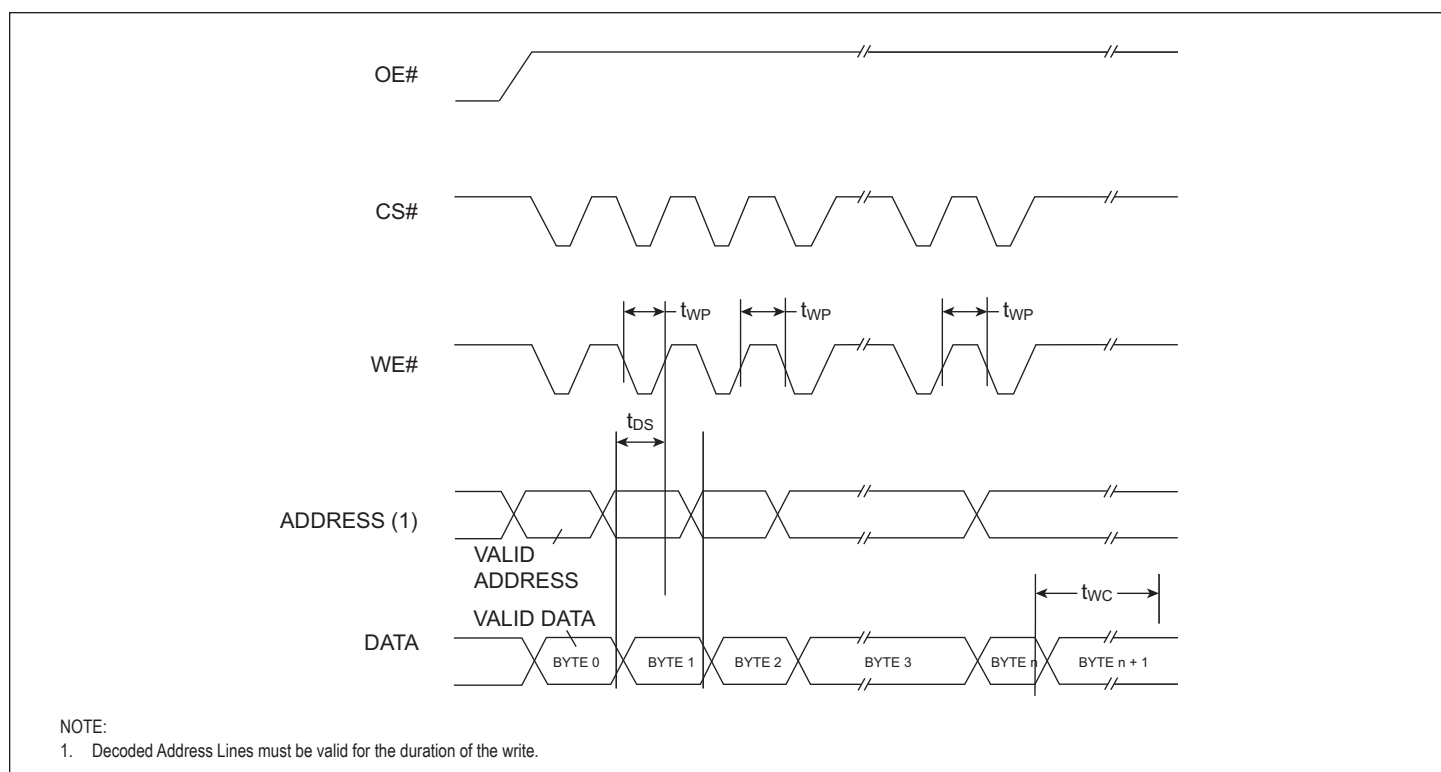 OE#
CS#
tWP tWP tWP
WE#
tDS
ADDRESS (1)
VALID
ADDRESS
tWC
VALID DATA
DATA
BYTE 0 BYTE 1 BYTE 2 BYTE 3 BYTE n BYTE n + 1
NOTE:
1. Decoded Address Lines must be valid for the duration of the write.